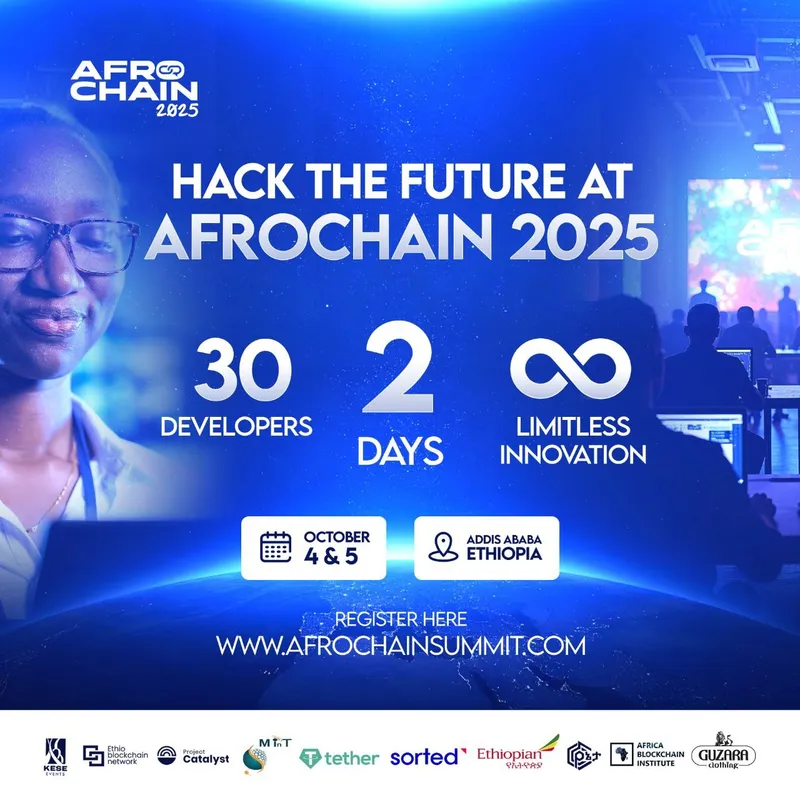 AFRO
CHAIN
2025
HACK THE FUTURE AT
AFROCHAIN 2025
30
DEVELOPERS
2
DAYS
∞
LIMITLESS
INNOVATION
OCTOBER
4 & 5
ADDIS ABABA
ETHIOPIA
REGISTER HERE
WWW.AFROCHAINSUMMIT.COM
KESE
EVENTS
Ethio
blockchain
network
Project
Catalyst
MInT
tether
sorted
Ethiopian
የኢትዮጵያ
AFRICA
BLOCKCHAIN
INSTITUTE
GUZARA
clothing